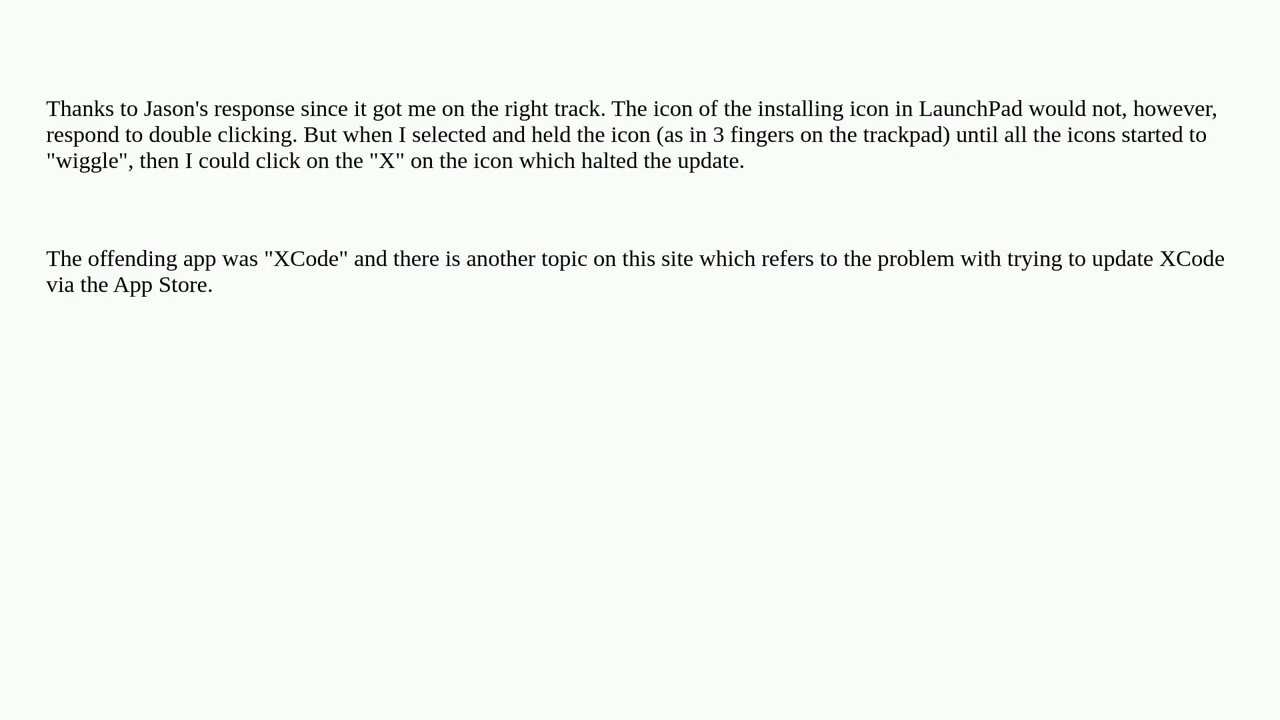 Thanks to Jason's response since it got me on the right track. The icon of the installing icon in LaunchPad would not, however,
respond to double clicking. But when I selected and held the icon (as in 3 fingers on the trackpad) until all the icons started to
"wiggle", then I could click on the "X" on the icon which halted the update.
The offending app was "XCode" and there is another topic on this site which refers to the problem with trying to update XCode
via the App Store.